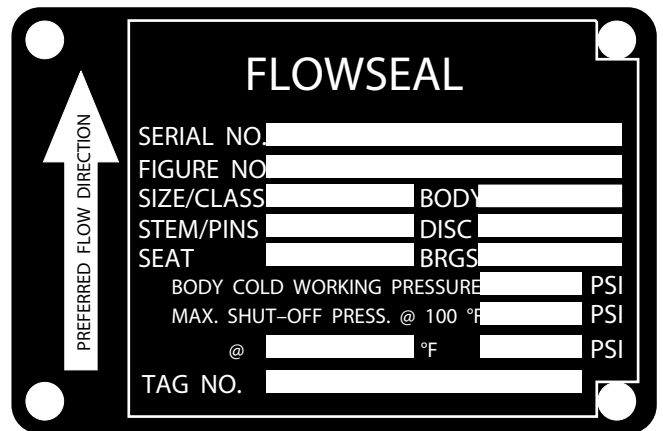 PREFERRED FLOW DIRECTION
FLOWSEAL
SERIAL NO.
FIGURE NO
SIZE/CLASS BODY
STEM/PINS DISC
SEAT BRGS
BODY COLD WORKING PRESSURE PSI
MAX. SHUT–OFF PRESS. @ 100 °F PSI
@ °F PSI
TAG NO.